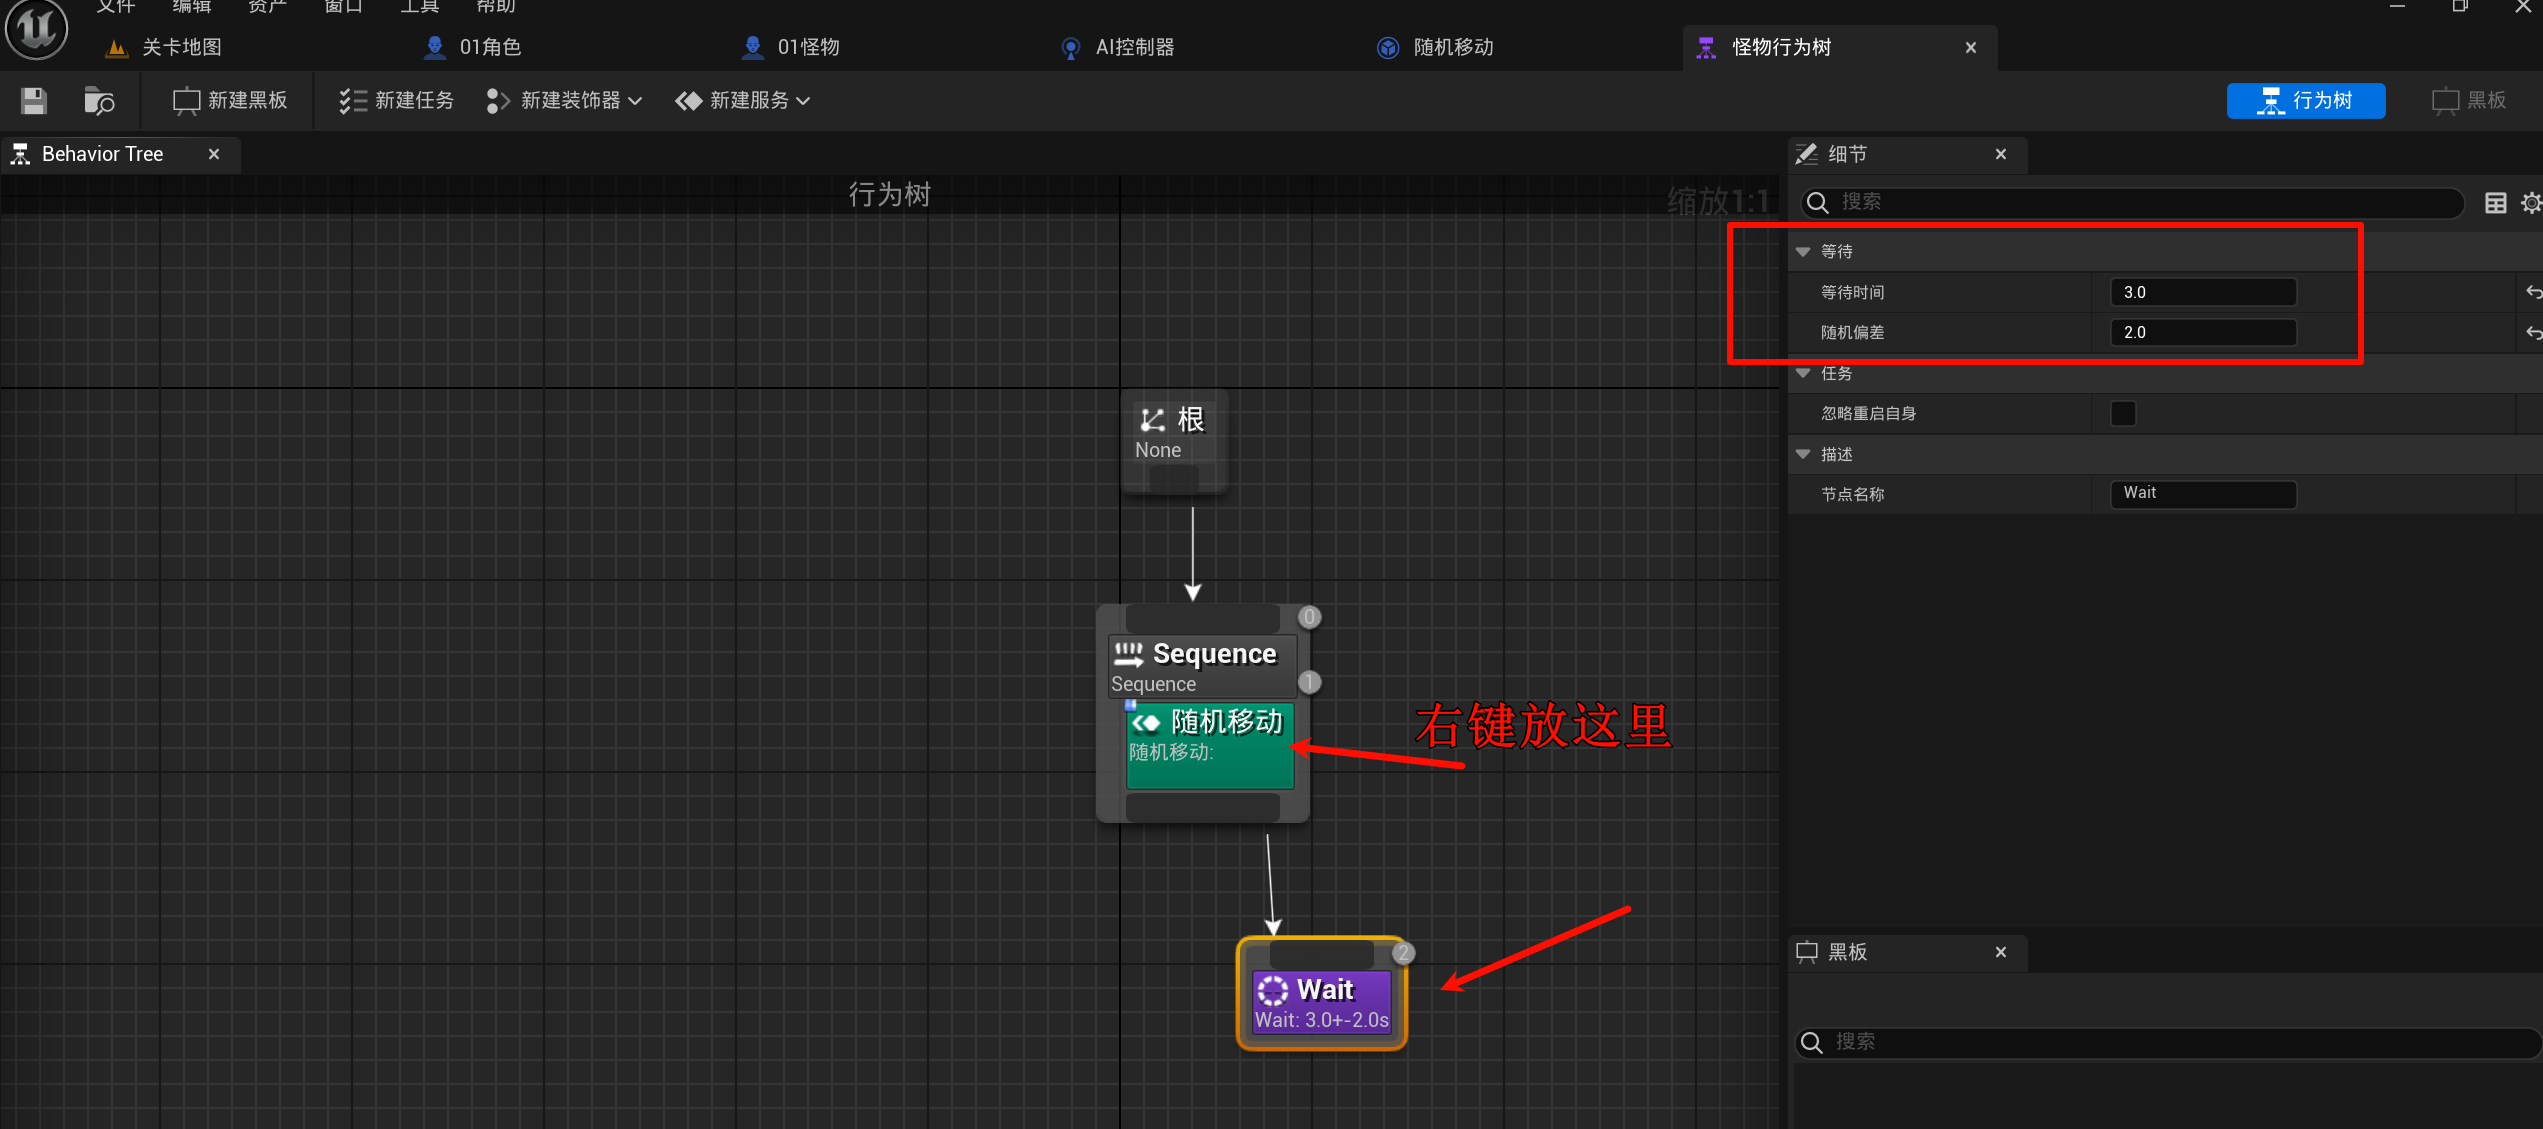 文件 编辑 资产 窗口 工具 帮助
关卡地图 01角色 01怪物 AI控制器 随机移动 怪物行为树
新建黑板 新建任务 新建装饰器 新建服务 行为树 黑板
Behavior Tree
细节
行为树
缩放1:1
搜索
等待
等待时间 3.0
随机偏差 2.0
任务
忽略重启自身
描述
节点名称 Wait
根
None
0
Sequence
Sequence
1
随机移动
随机移动:
右键放这里
2
Wait
Wait: 3.0+-2.0s
黑板
搜索